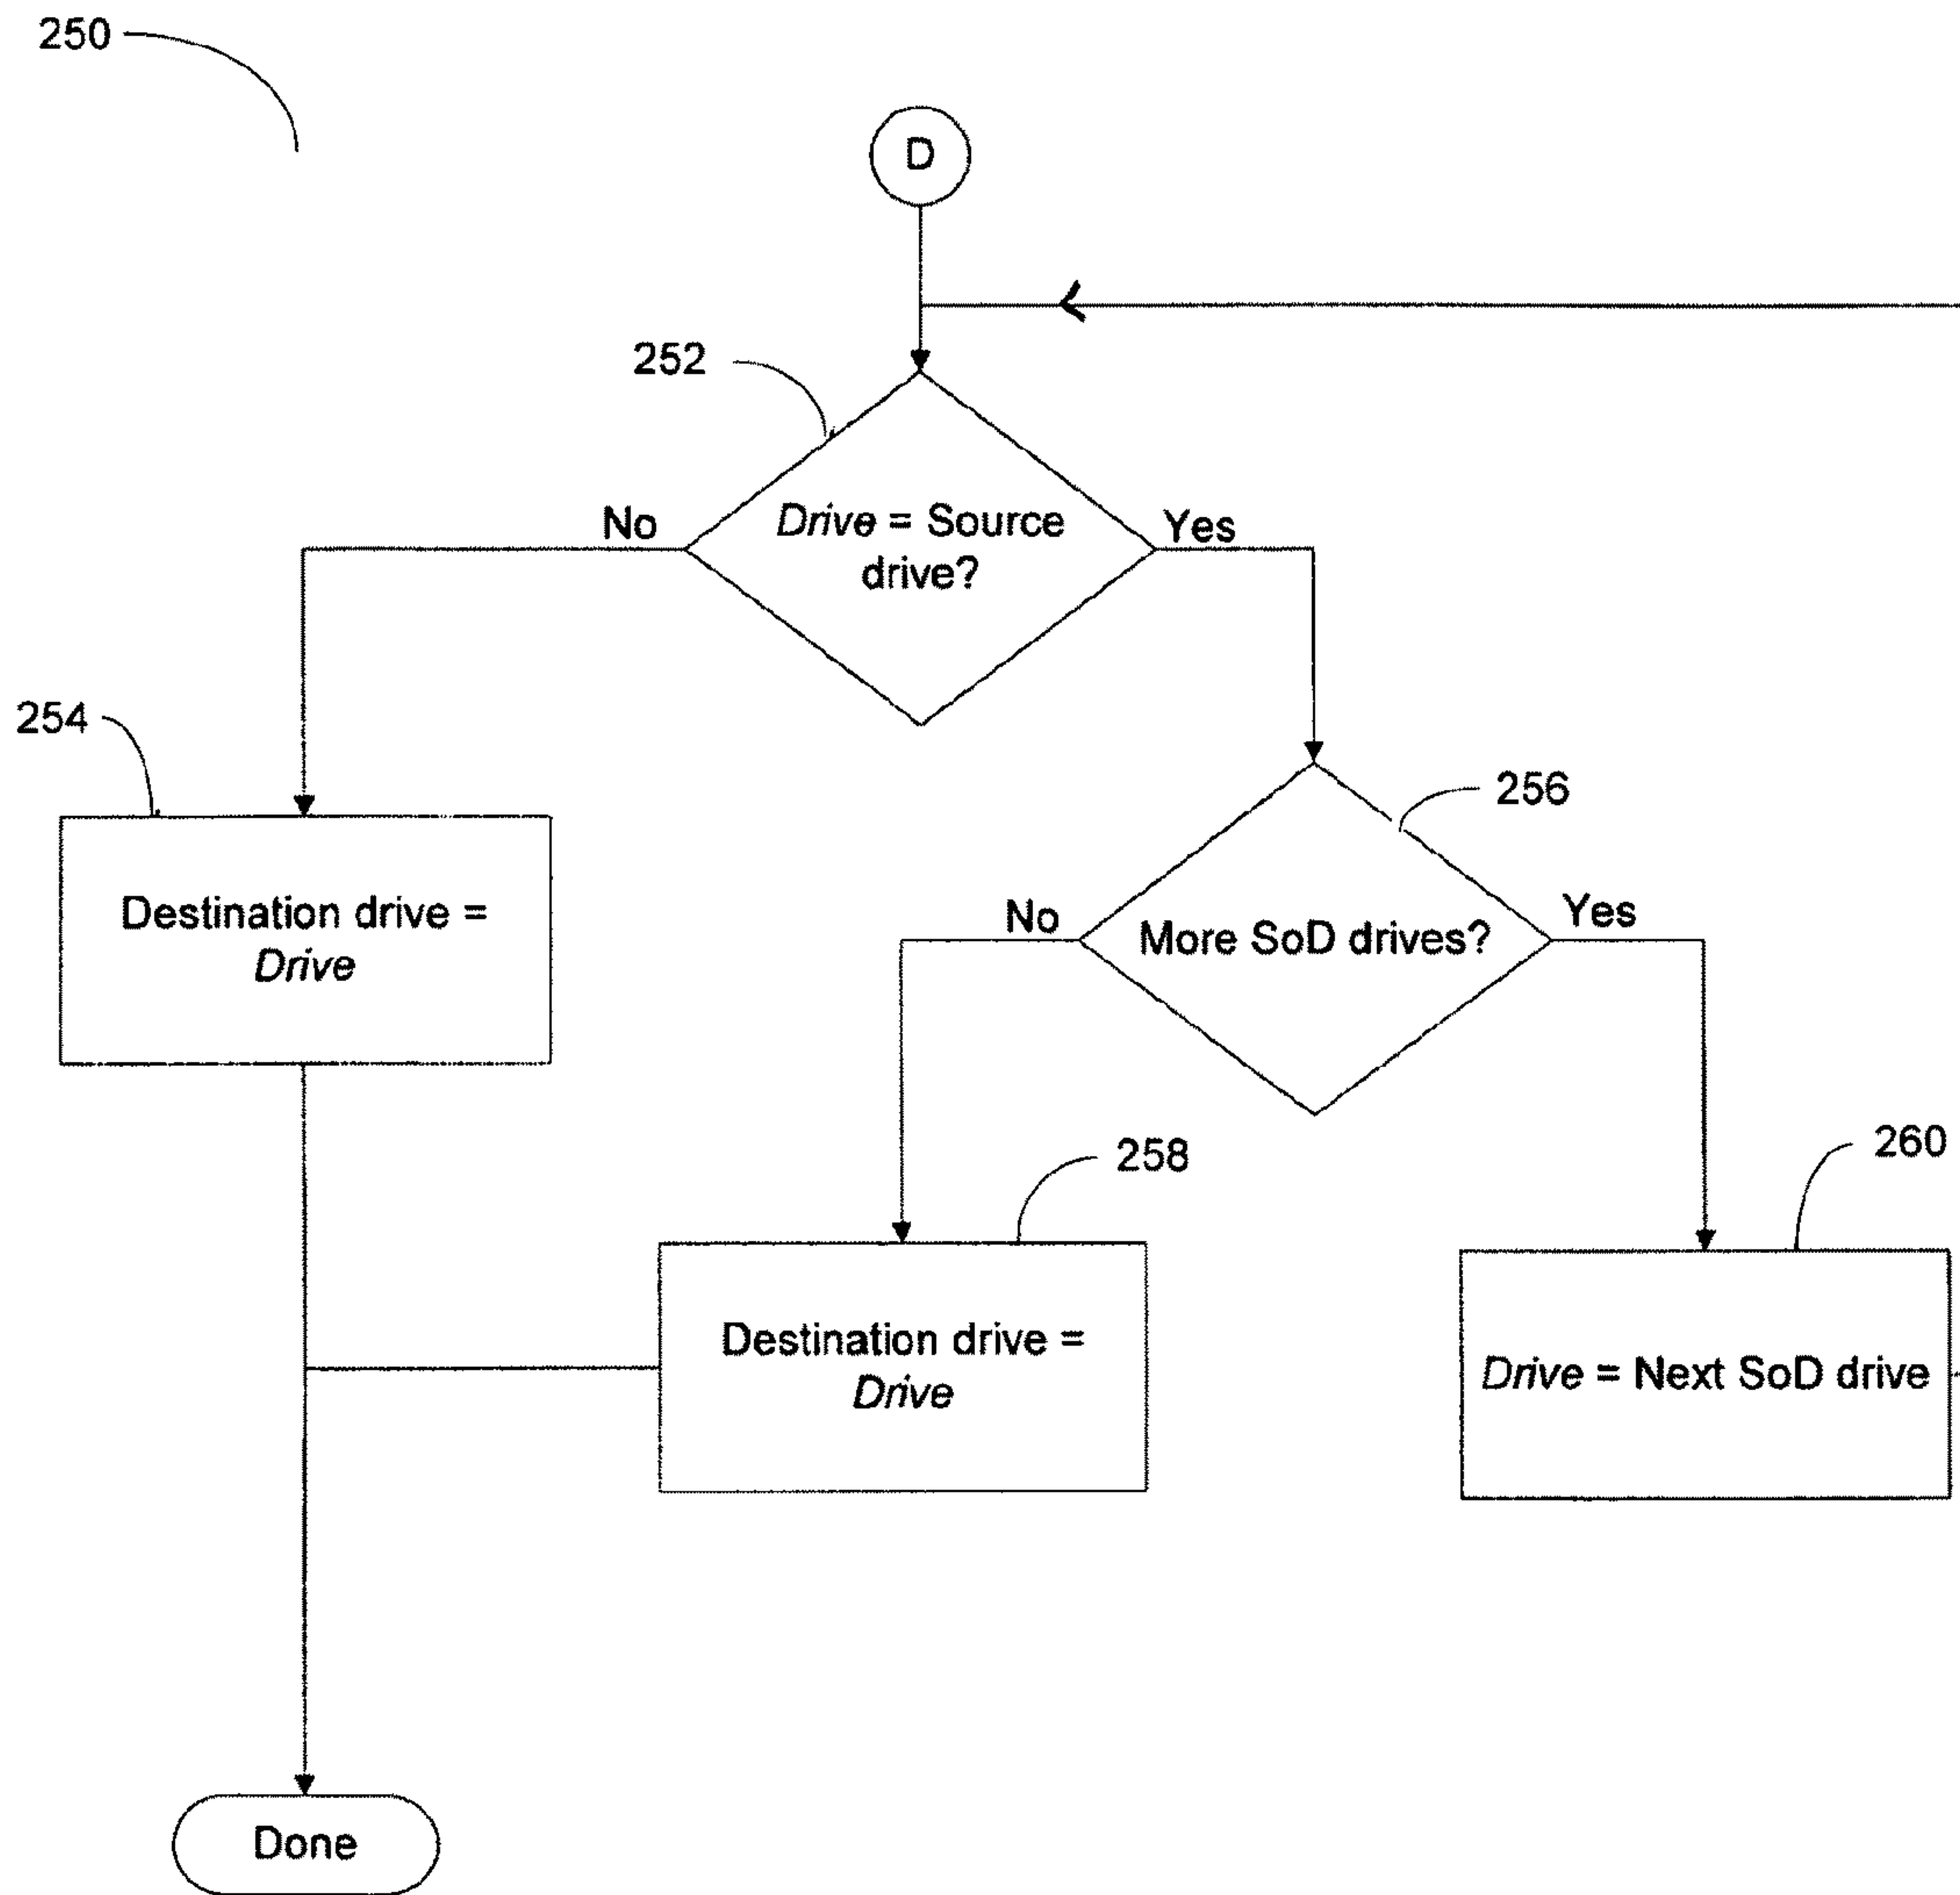 250
D
252
No
Drive = Source
drive?
Yes
254
256
Destination drive =
Drive
No
More SoD drives?
Yes
258
260
Destination drive =
Drive
Drive = Next SoD drive
Done